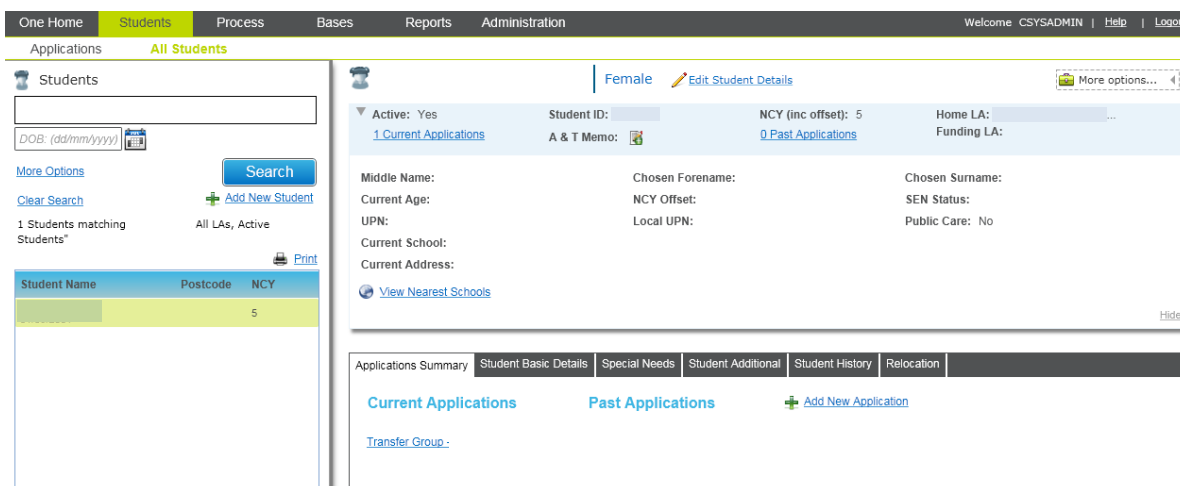 One Home Students Process Bases Reports Administration Welcome CSYSADMIN | Help |
Applications All Students
Students
DOB: (dd/mm/yyyy)
More Options Search
Clear Search Add New Student
1 Students matching All LAs, Active
Students"
Print
Student Name Postcode NCY
5
Female Edit Student Details More options...
Active: Yes Student ID: NCY (inc offset): 5 Home LA: ...
1 Current Applications A & T Memo: 0 Past Applications Funding LA:
Middle Name: Chosen Forename: Chosen Surname:
Current Age: NCY Offset: SEN Status:
UPN: Local UPN: Public Care: No
Current School:
Current Address:
View Nearest Schools
Hide
Applications Summary Student Basic Details Special Needs Student Additional Student History Relocation
Current Applications Past Applications Add New Application
Transfer Group -